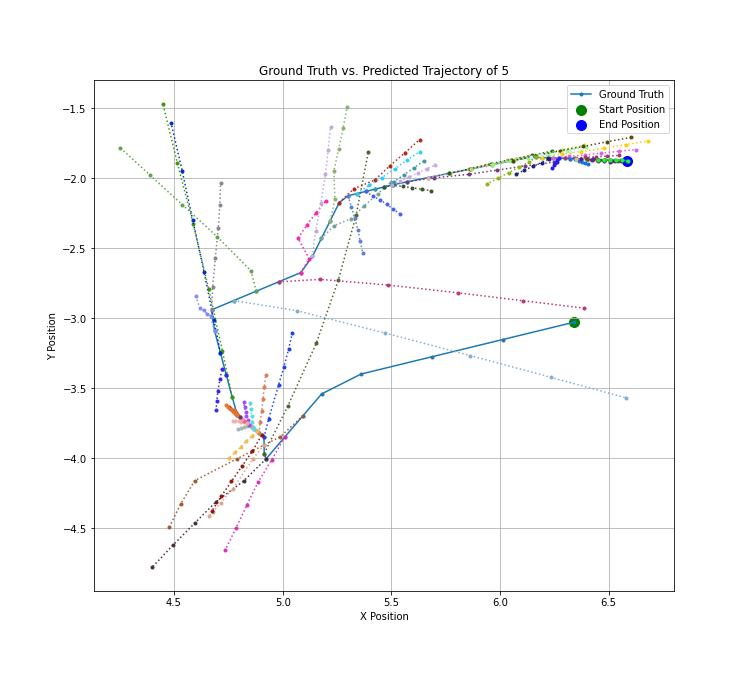 Ground Truth vs. Predicted Trajectory of 5
Ground Truth
Start Position
End Position
Y Position
−1.5
−2.0
−2.5
−3.0
−3.5
−4.0
−4.5
4.5 5.0 5.5 6.0 6.5
X Position